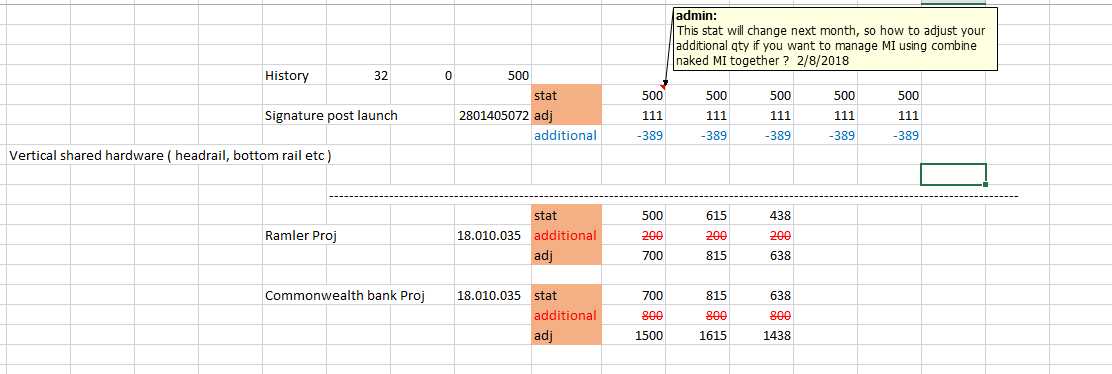 admin:
This stat will change next month, so how to adjust your
additional qty if you want to manage MI using combine
naked MI together ? 2/8/2018
History 32 0 500
stat 500 500 500 500 500
Signature post launch 2801405072 adj 111 111 111 111 111
additional -389 -389 -389 -389 -389
Vertical shared hardware ( headrail, bottom rail etc )
stat 500 615 438
Ramler Proj 18.010.035 additional 200 200 200
adj 700 815 638
Commonwealth bank Proj 18.010.035 stat 700 815 638
additional 800 800 800
adj 1500 1615 1438